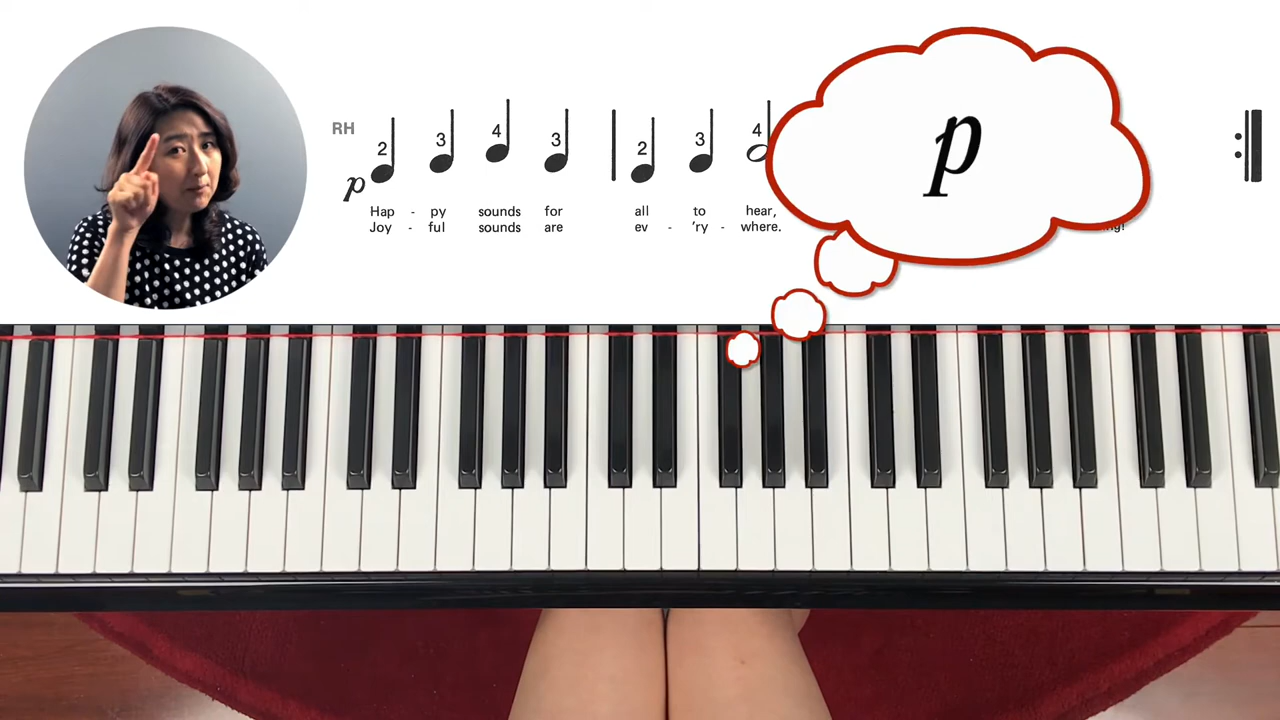 RH
2 3 4 3 2 3 4
p
p
Hap - py sounds for all to hear,
Joy - ful sounds are ev - 'ry - where.